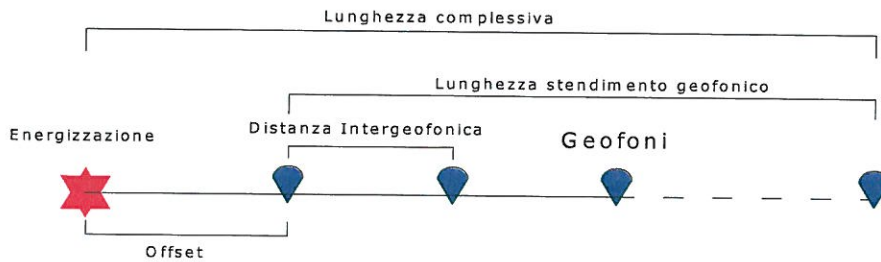 Lunghezza complessiva
Lunghezza stendimento geofonico
Energizzazione
Distanza Intergeofonica
Geofoni
Offset